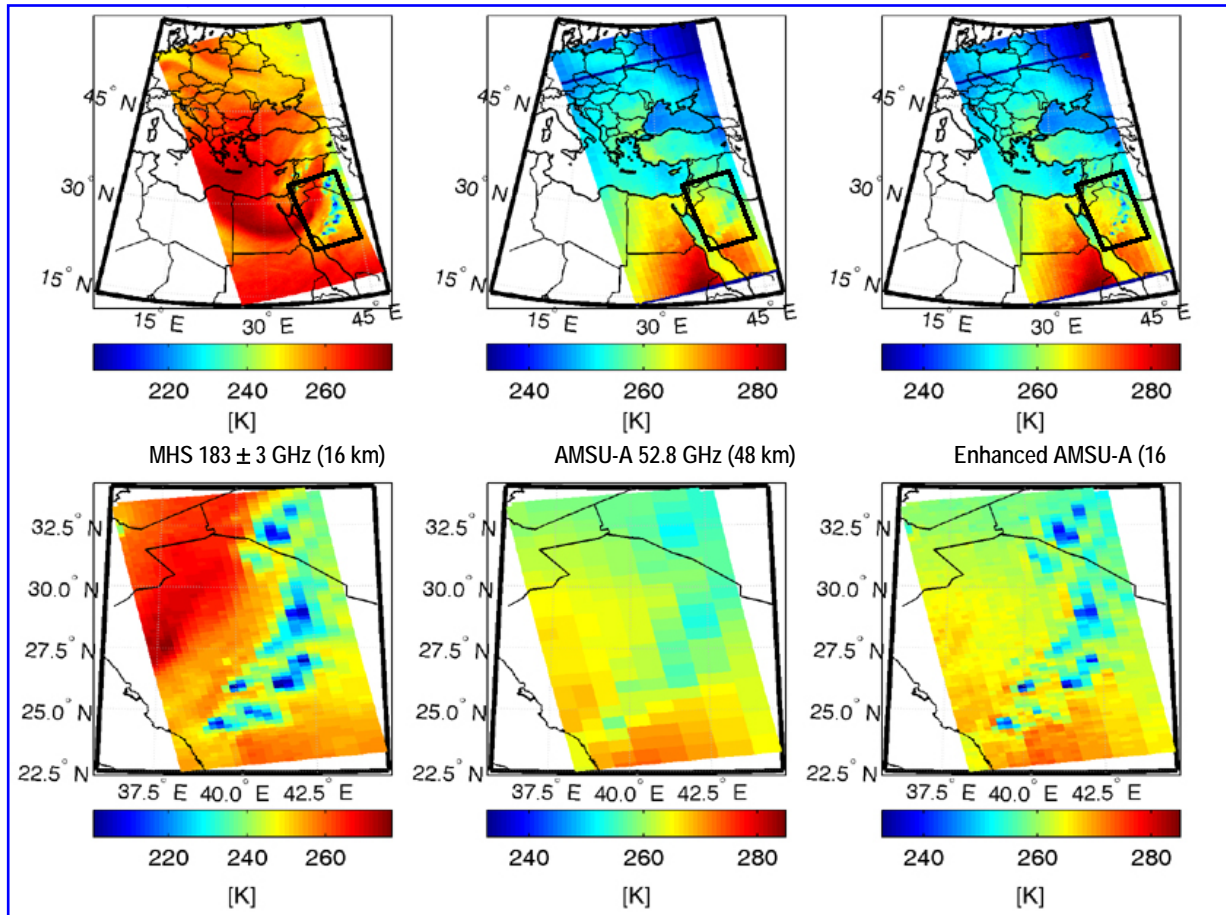 45° N
30° N
15° N
15° E
30° E
45° E
220 240 260
[K]
45° N
30° N
15° N
15° E
30° E
45° E
240 260 280
[K]
45° N
30° N
15° N
15° E
30° E
45° E
240 260 280
[K]
MHS 183 ± 3 GHz (16 km)
AMSU-A 52.8 GHz (48 km)
Enhanced AMSU-A (16
32.5° N
30.0° N
27.5° N
25.0° N
22.5° N
37.5° E 40.0° E 42.5° E
220 240 260
[K]
32.5° N
30.0° N
27.5° N
25.0° N
22.5° N
37.5° E 40.0° E 42.5° E
240 260 280
[K]
32.5° N
30.0° N
27.5° N
25.0° N
22.5° N
37.5° E 40.0° E 42.5° E
240 260 280
[K]